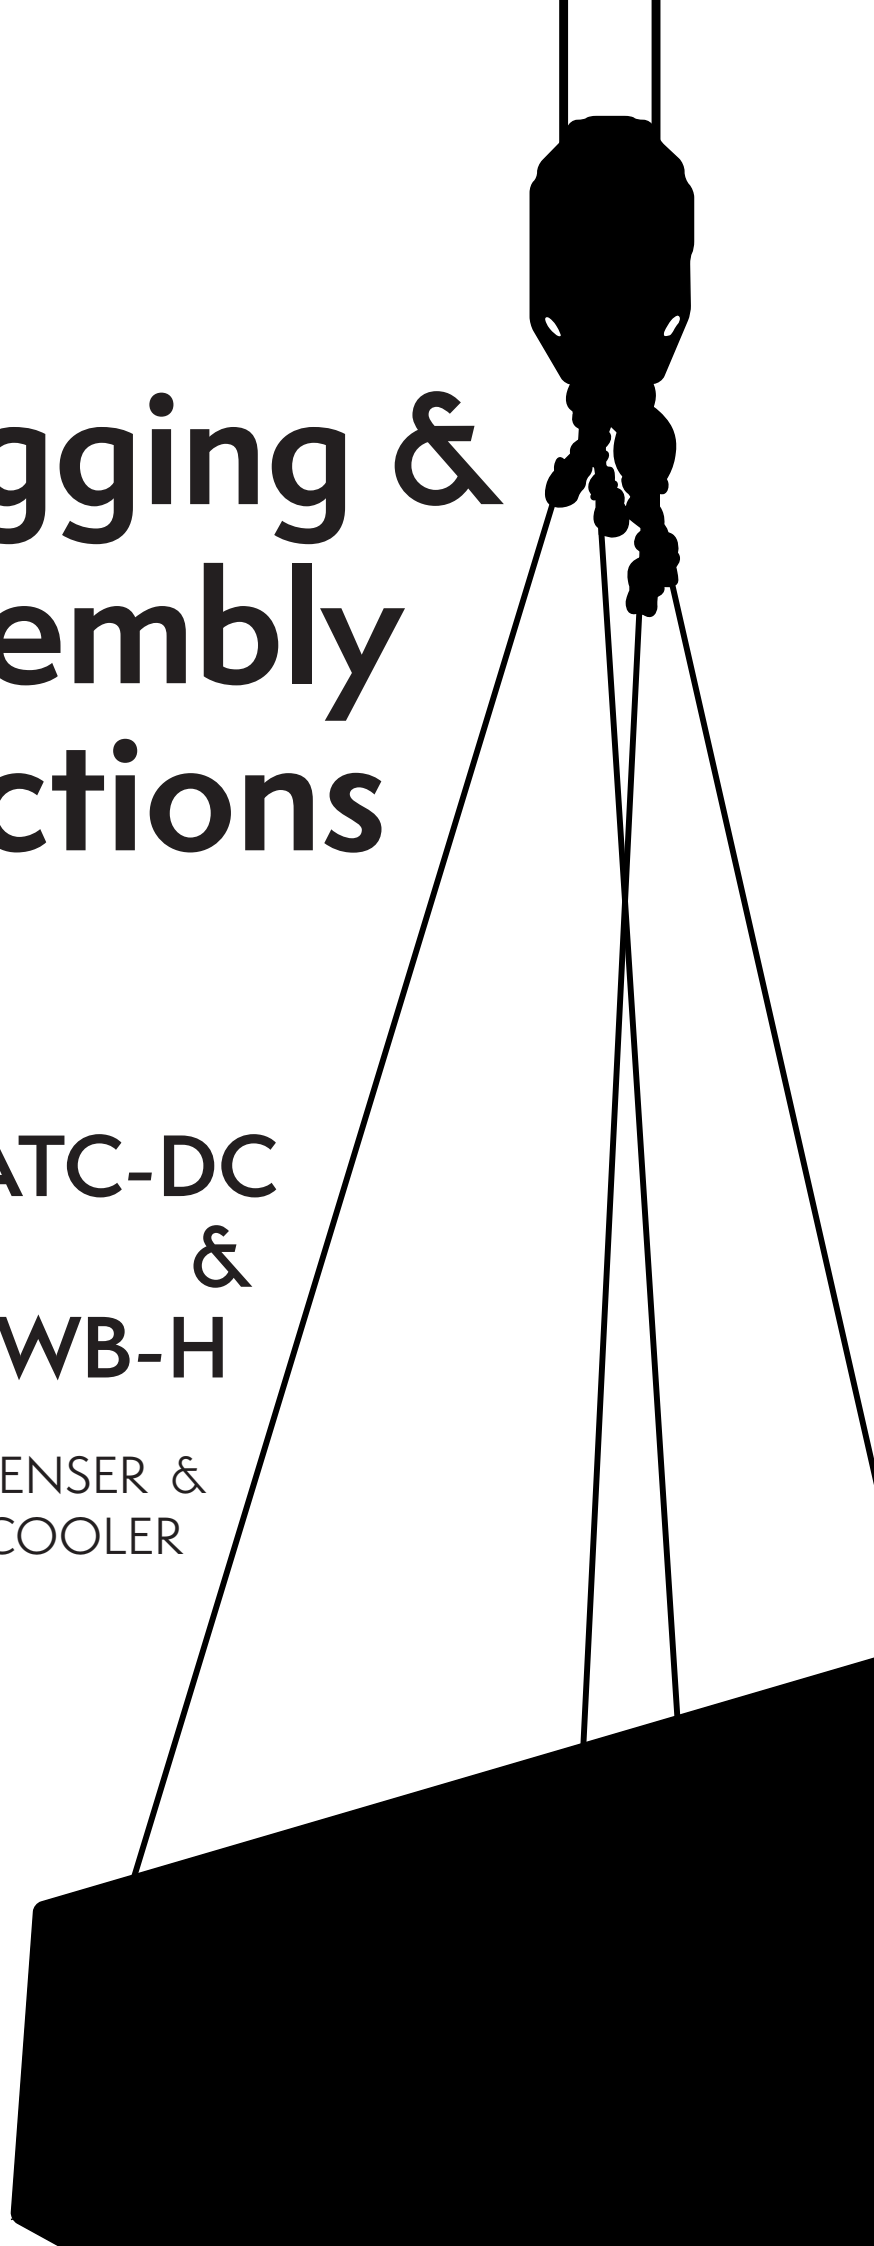 gging &
embly
ctions
ATC-DC
&
WB-H
ENSER &
COOLER